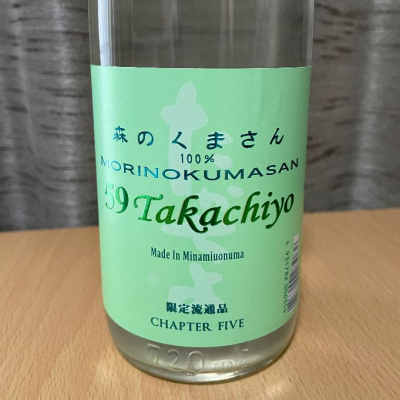 森のくまさん
100%
MORINOKUMASAN
59 Takachiyo
Made In Minamiuonuma
限定流通品
CHAPTER FIVE